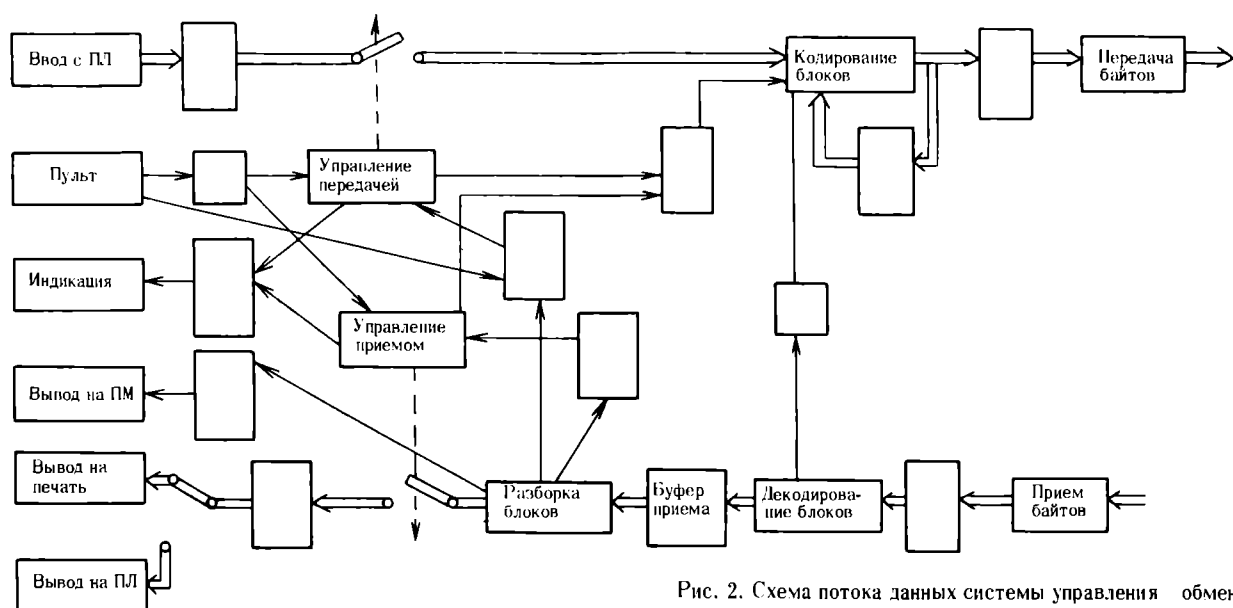 Ввод с ПЛ
Кодирование
блоков
Передача
байтов
Пульт
Управление
передачей
Индикация
Управление
приемом
Вывод на ПМ
Вывод на
печать
Разборка
блоков
Буфер
приема
Декодирова-
ние блоков
Прием
байтов
Вывод на ПЛ
Рис. 2. Схема потока данных системы управления обмен